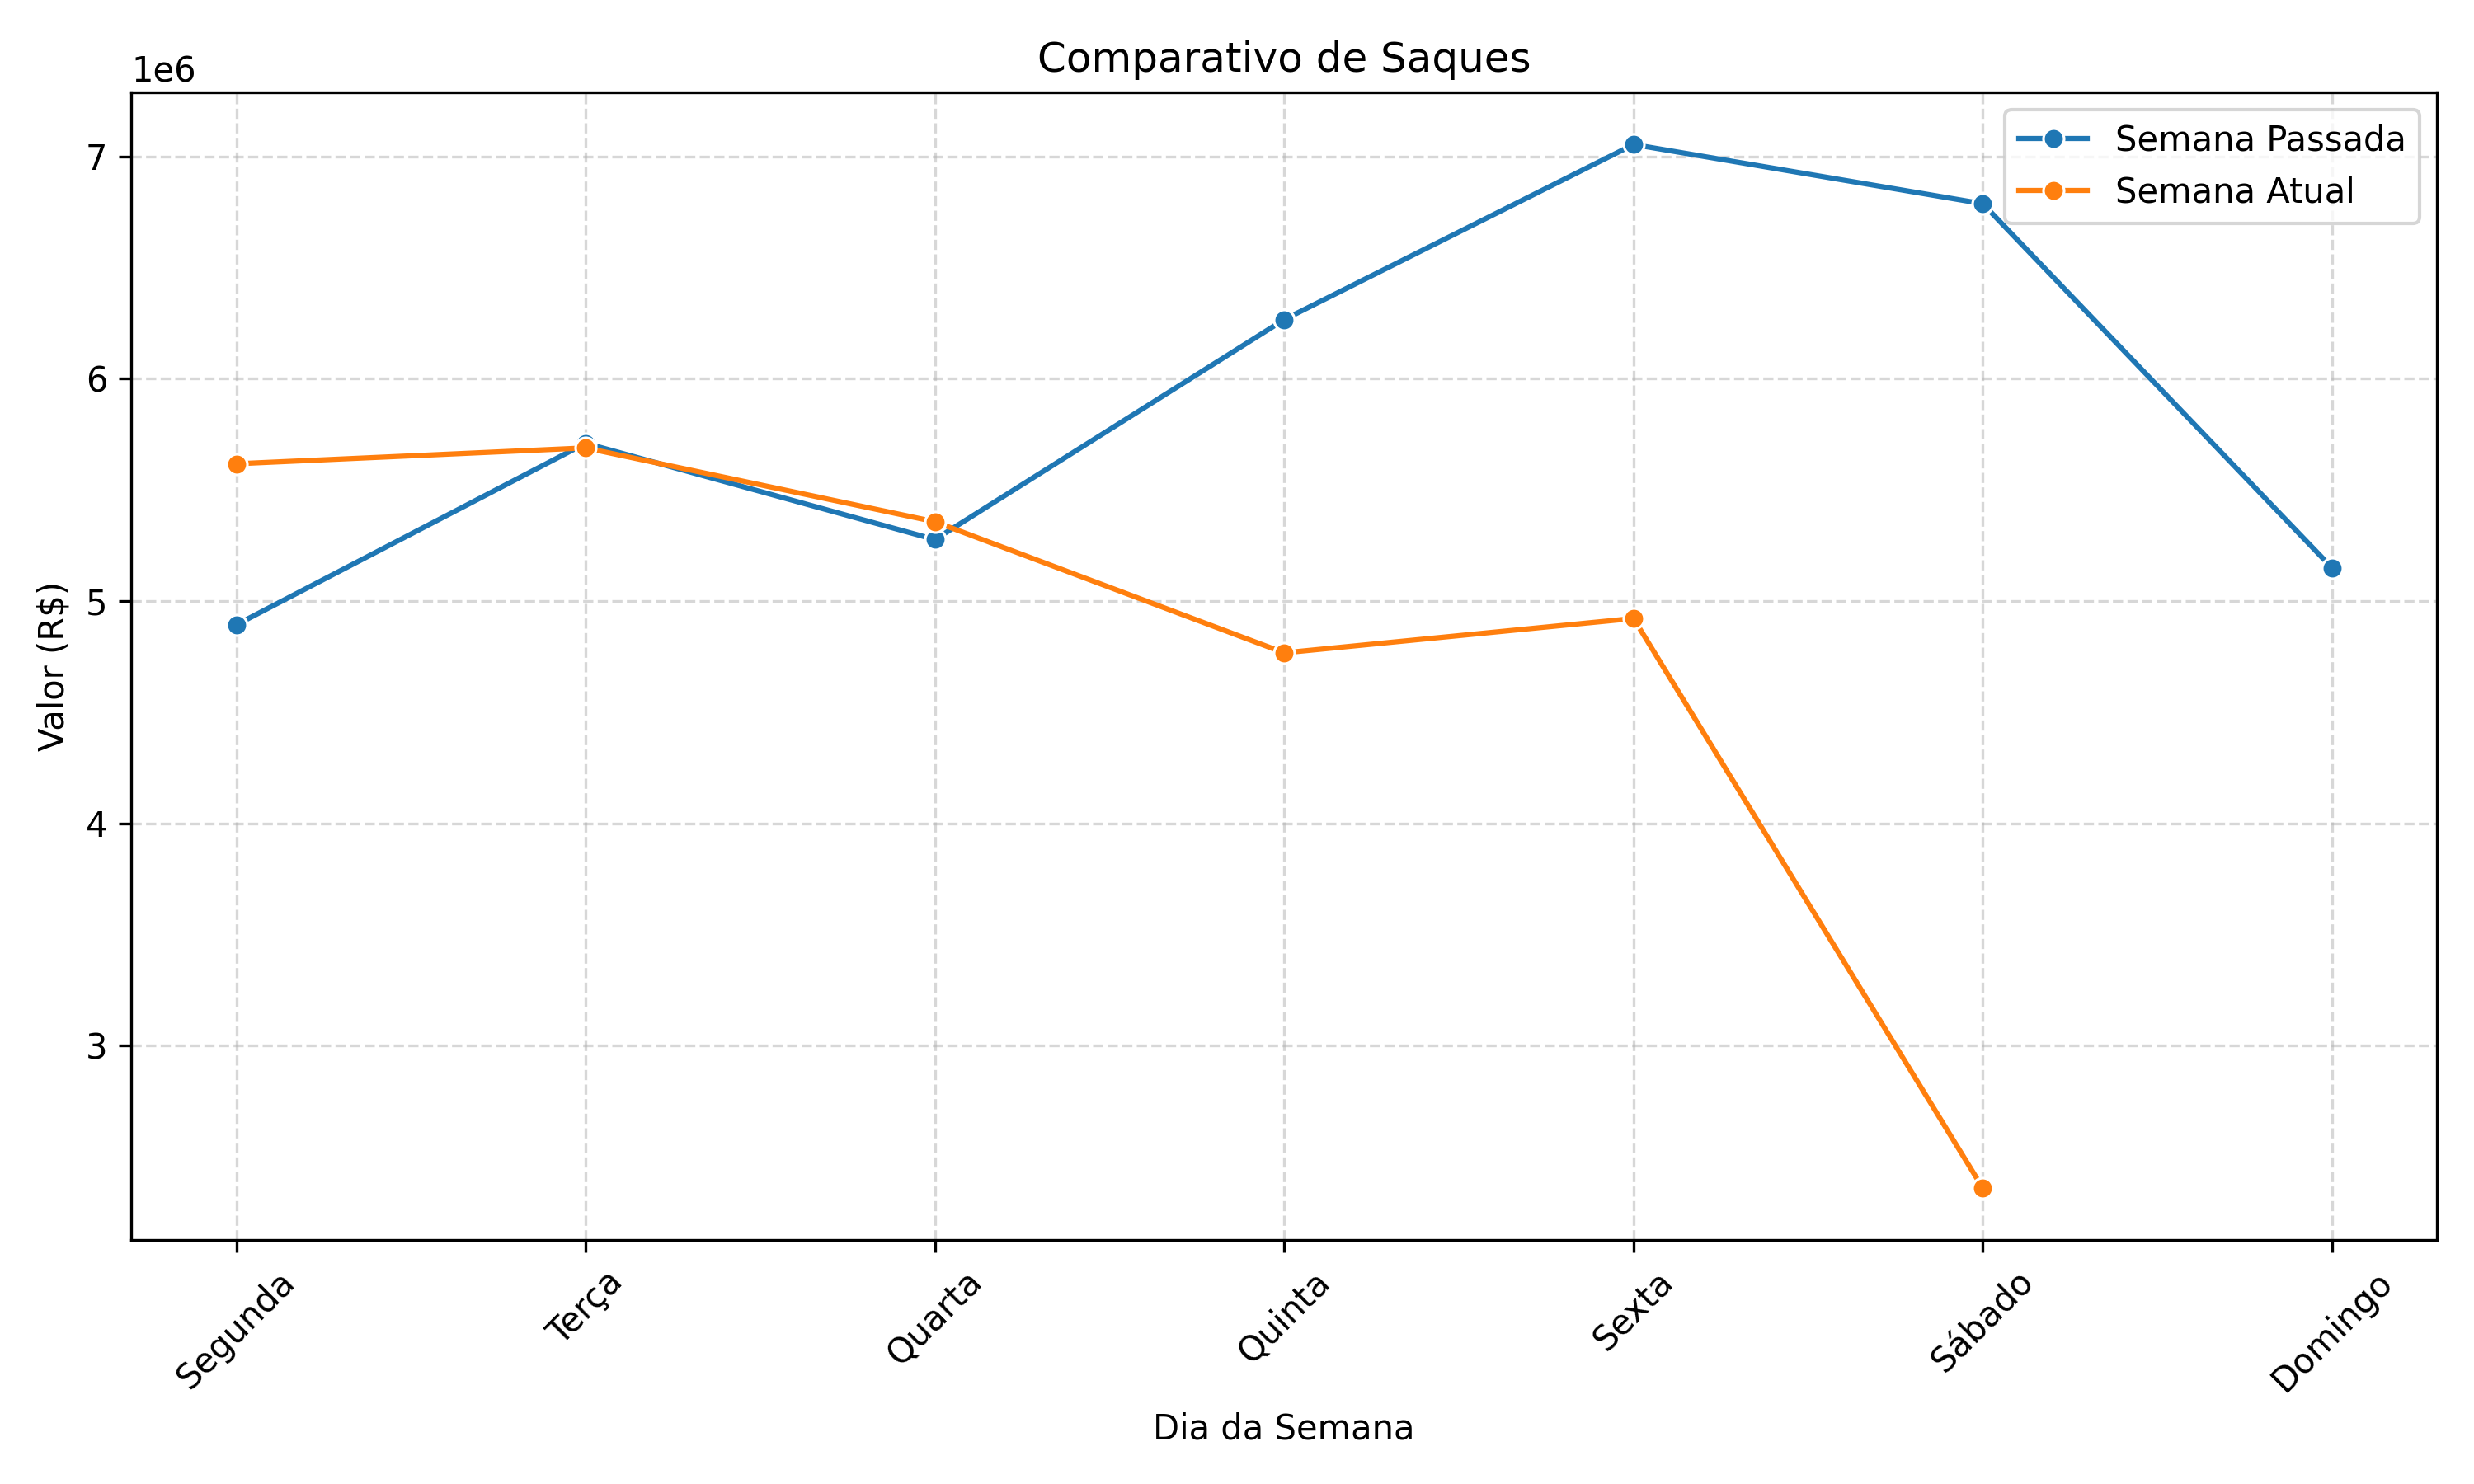 Comparativo de Saques
1e6
7
6
5
4
3
Valor (R$)
Semana Passada
Semana Atual
Segunda
Terça
Quarta
Quinta
Sexta
Sábado
Domingo
Dia da Semana